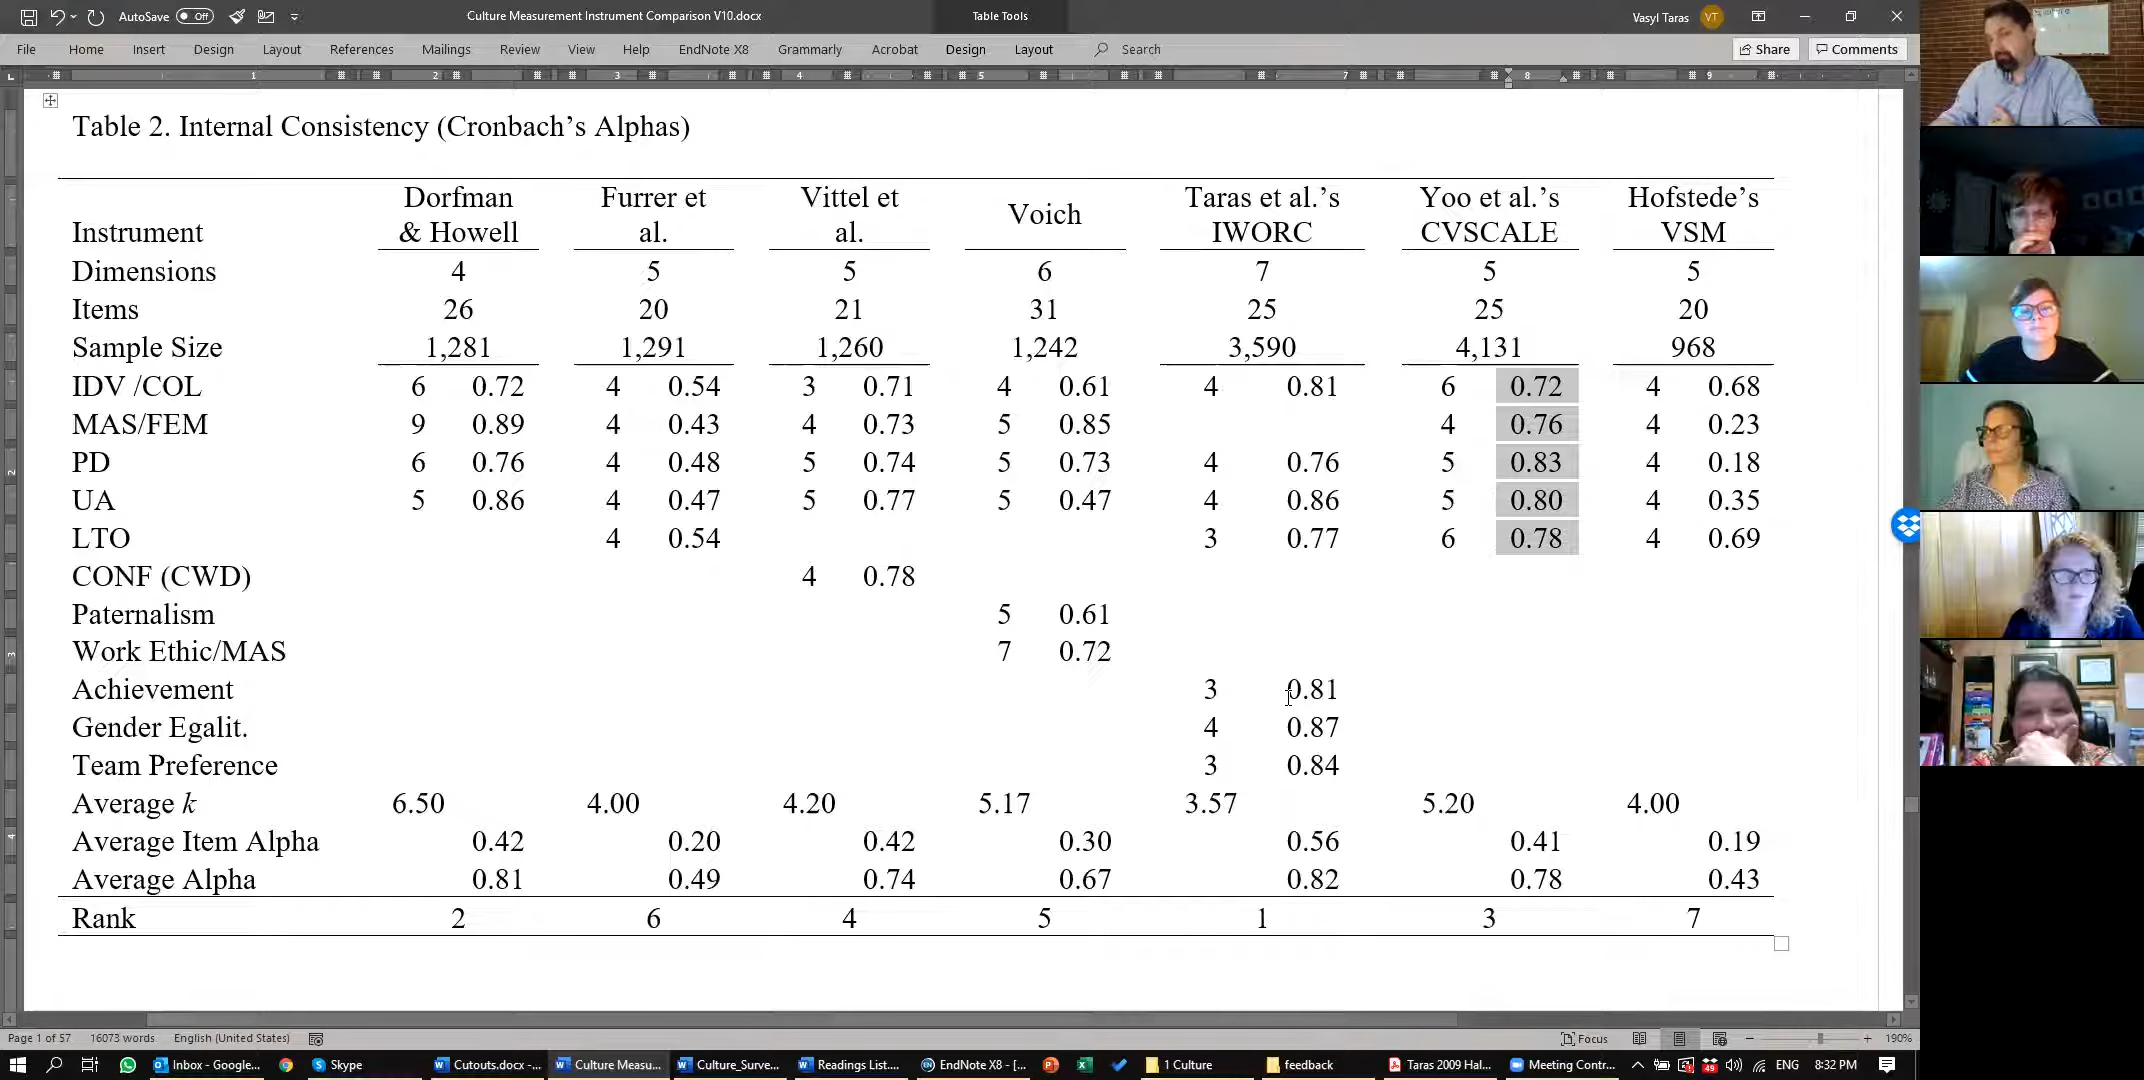 AutoSave Off Culture Measurement Instrument Comparison V10.docx Table Tools Vasyl Taras VT
File Home Insert Design Layout References Mailings Review View Help EndNote X8 Grammarly Acrobat Design Layout Search Share Comments
1 2 3 4 5 7 8 9
Table 2. Internal Consistency (Cronbach’s Alphas)
Instrument Dorfman & Howell Furrer et al. Vittel et al. Voich Taras et al.’s IWORC Yoo et al.’s CVSCALE Hofstede’s VSM
Dimensions 4 5 5 6 7 5 5
Items 26 20 21 31 25 25 20
Sample Size 1,281 1,291 1,260 1,242 3,590 4,131 968
IDV /COL 6 0.72 4 0.54 3 0.71 4 0.61 4 0.81 6 0.72 4 0.68
MAS/FEM 9 0.89 4 0.43 4 0.73 5 0.85 4 0.76 4 0.23
PD 6 0.76 4 0.48 5 0.74 5 0.73 4 0.76 5 0.83 4 0.18
UA 5 0.86 4 0.47 5 0.77 5 0.47 4 0.86 5 0.80 4 0.35
LTO 4 0.54 3 0.77 6 0.78 4 0.69
CONF (CWD) 4 0.78
Paternalism 5 0.61
Work Ethic/MAS 7 0.72
Achievement 3 0.81
Gender Egalit. 4 0.87
Team Preference 3 0.84
Average k 6.50 4.00 4.20 5.17 3.57 5.20 4.00
Average Item Alpha 0.42 0.20 0.42 0.30 0.56 0.41 0.19
Average Alpha 0.81 0.49 0.74 0.67 0.82 0.78 0.43
Rank 2 6 4 5 1 3 7
Page 1 of 57 16073 words English (United States) Focus 190%
Inbox - Google... Skype Cutouts.docx -... Culture Measu... Culture_Surve... Readings List.... EndNote X8 - [... 1 Culture feedback Taras 2009 Hal... Meeting Contr... 49 ENG 8:32 PM